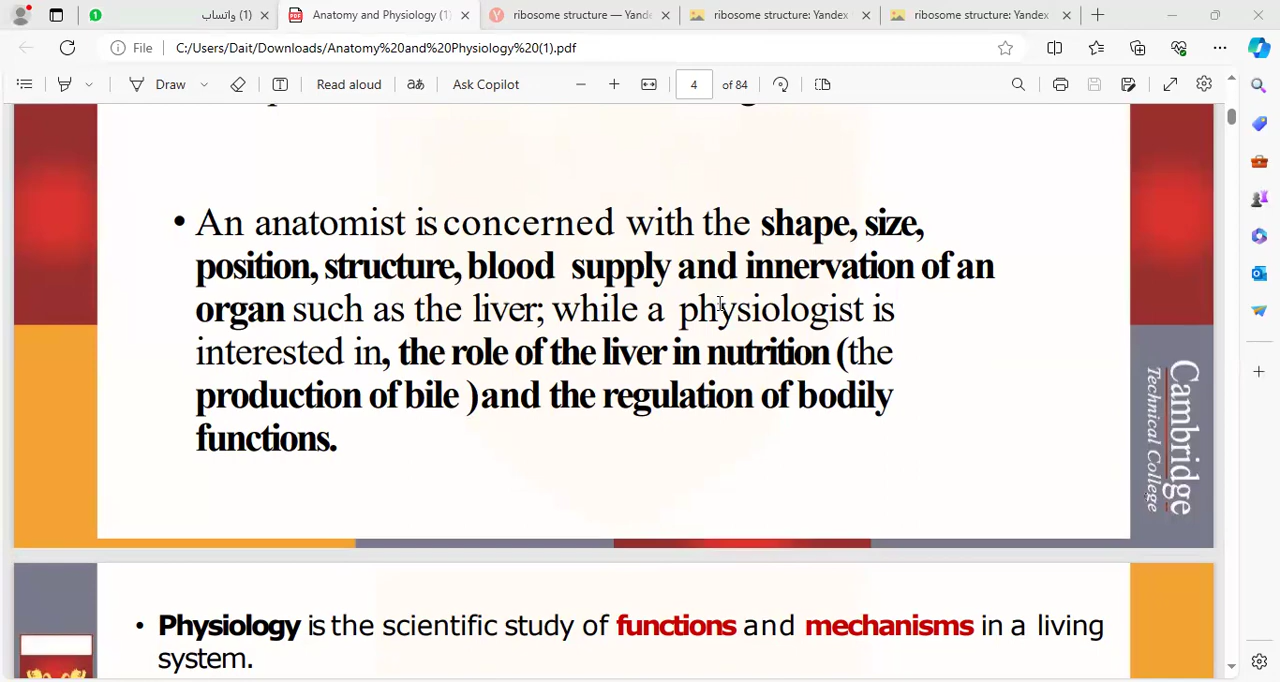 (1) واتساب
Anatomy and Physiology (1)
ribosome structure — Yande
ribosome structure: Yandex
ribosome structure: Yandex
File
C:/Users/Dait/Downloads/Anatomy%20and%20Physiology%20(1).pdf
Draw
Read aloud
aあ
Ask Copilot
4
of 84
• An anatomist is concerned with the shape, size,
position, structure, blood supply and innervation of an
organ such as the liver; while a physiologist is
interested in, the role of the liver in nutrition (the
production of bile )and the regulation of bodily
functions.
Cambridge
Technical College
• Physiology is the scientific study of functions and mechanisms in a living
system.